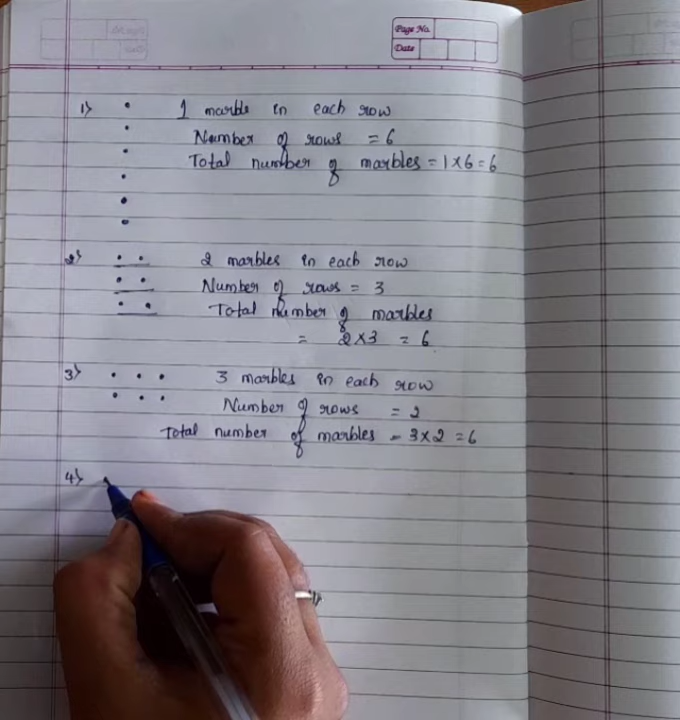 Page No.
Date
1) 1 marble in each row
Number of rows = 6
Total number of marbles = 1 x 6 = 6
2) 2 marbles in each row
Number of rows = 3
Total number of marbles
= 2 x 3 = 6
3) 3 marbles in each row
Number of rows = 2
Total number of marbles = 3 x 2 = 6
4)